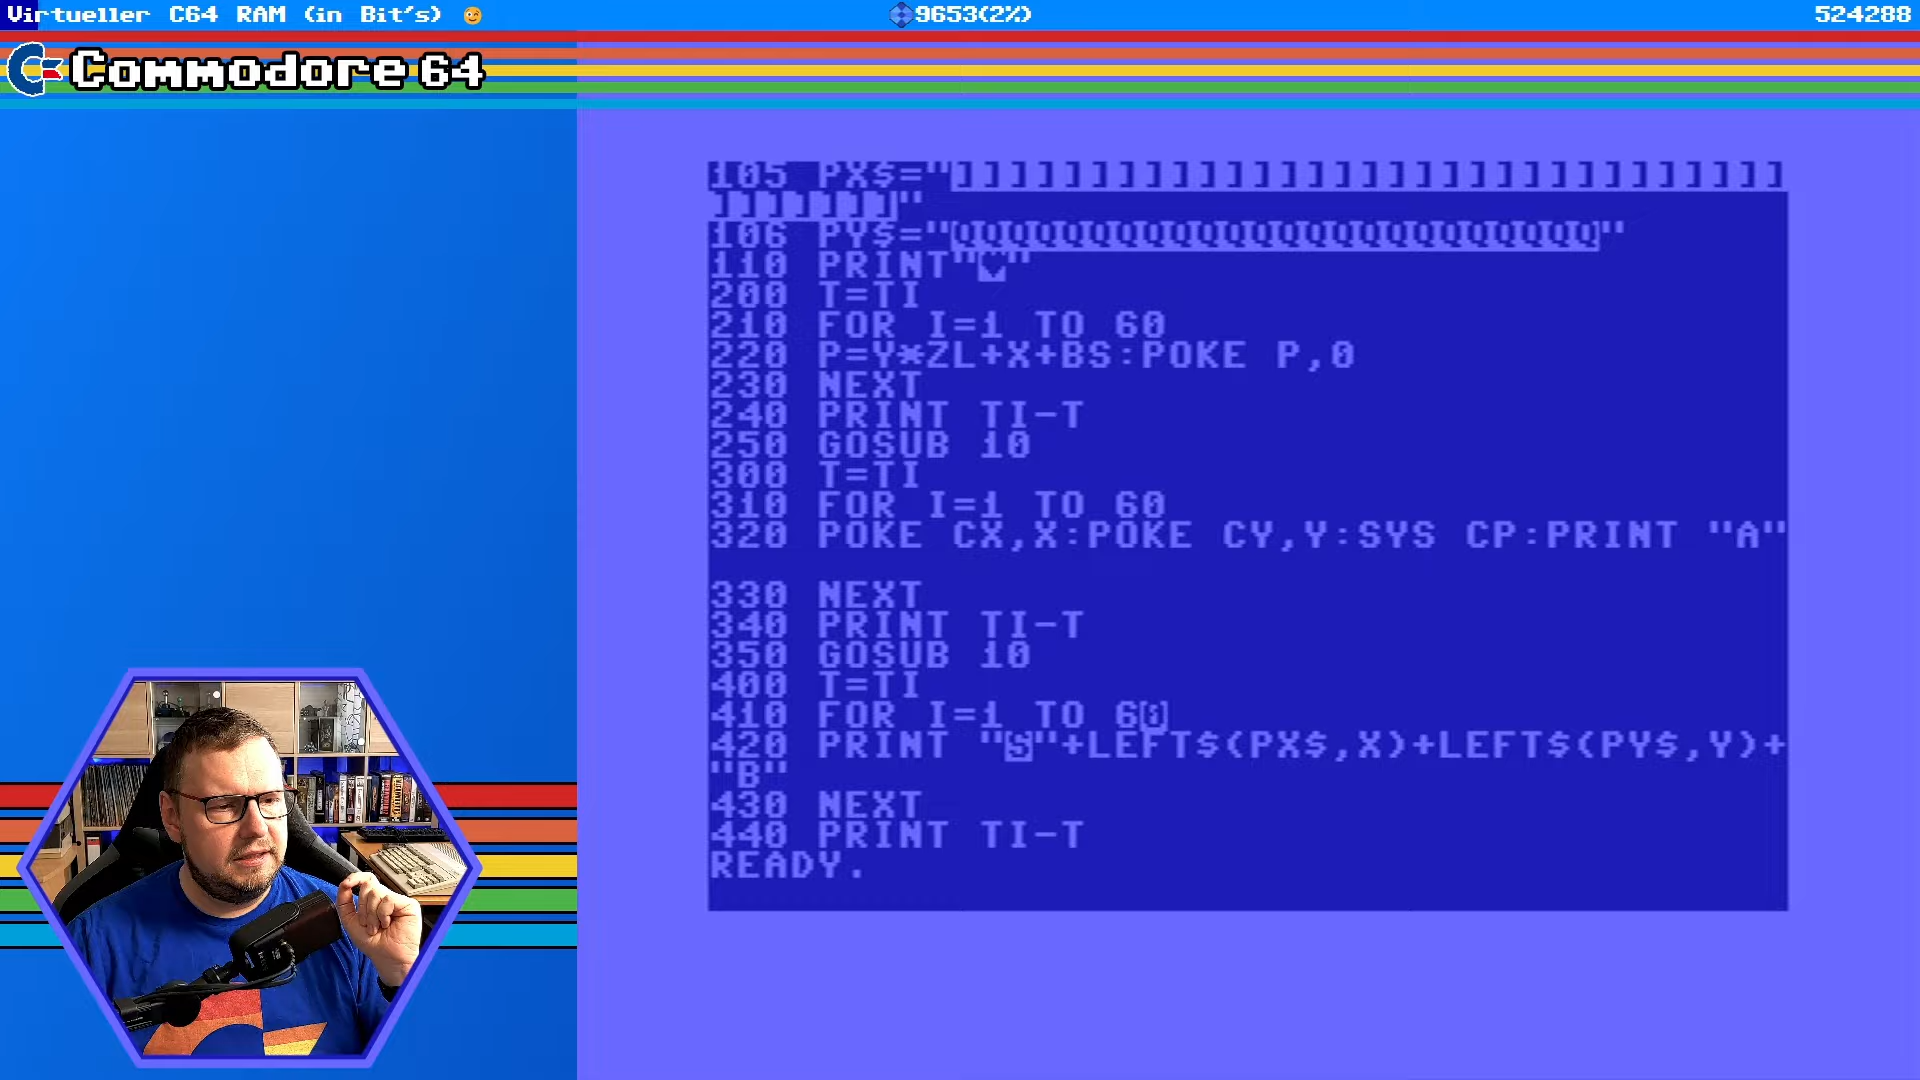 Virtueller C64 RAM (in Bit's) 😉
9653(2%)
524288
Commodore 64
105 PX$="]]]]]]]]]]]]]]]]]]]]]]]]]]]]]]]
]]]]]]]"
106 PY$="QQQQQQQQQQQQQQQQQQQQQQQQ"
110 PRINT"♥"
200 T=TI
210 FOR I=1 TO 60
220 P=Y*ZL+X+BS:POKE P,0
230 NEXT
240 PRINT TI-T
250 GOSUB 10
300 T=TI
310 FOR I=1 TO 60
320 POKE CX,X:POKE CY,Y:SYS CP:PRINT "A"
330 NEXT
340 PRINT TI-T
350 GOSUB 10
400 T=TI
410 FOR I=1 TO 60
420 PRINT "S"+LEFT$(PX$,X)+LEFT$(PY$,Y)+
"B"
430 NEXT
440 PRINT TI-T
READY.